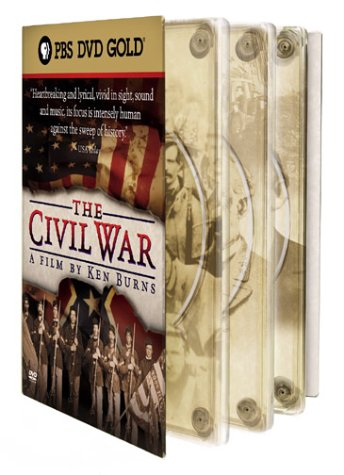 PBS DVD GOLD
"Heartbreaking and lyrical, vivid in sight, sound
and music, its focus is intensely human
against the sweep of history."
THE
CIVIL WAR
A FILM BY KEN BURNS
DVD